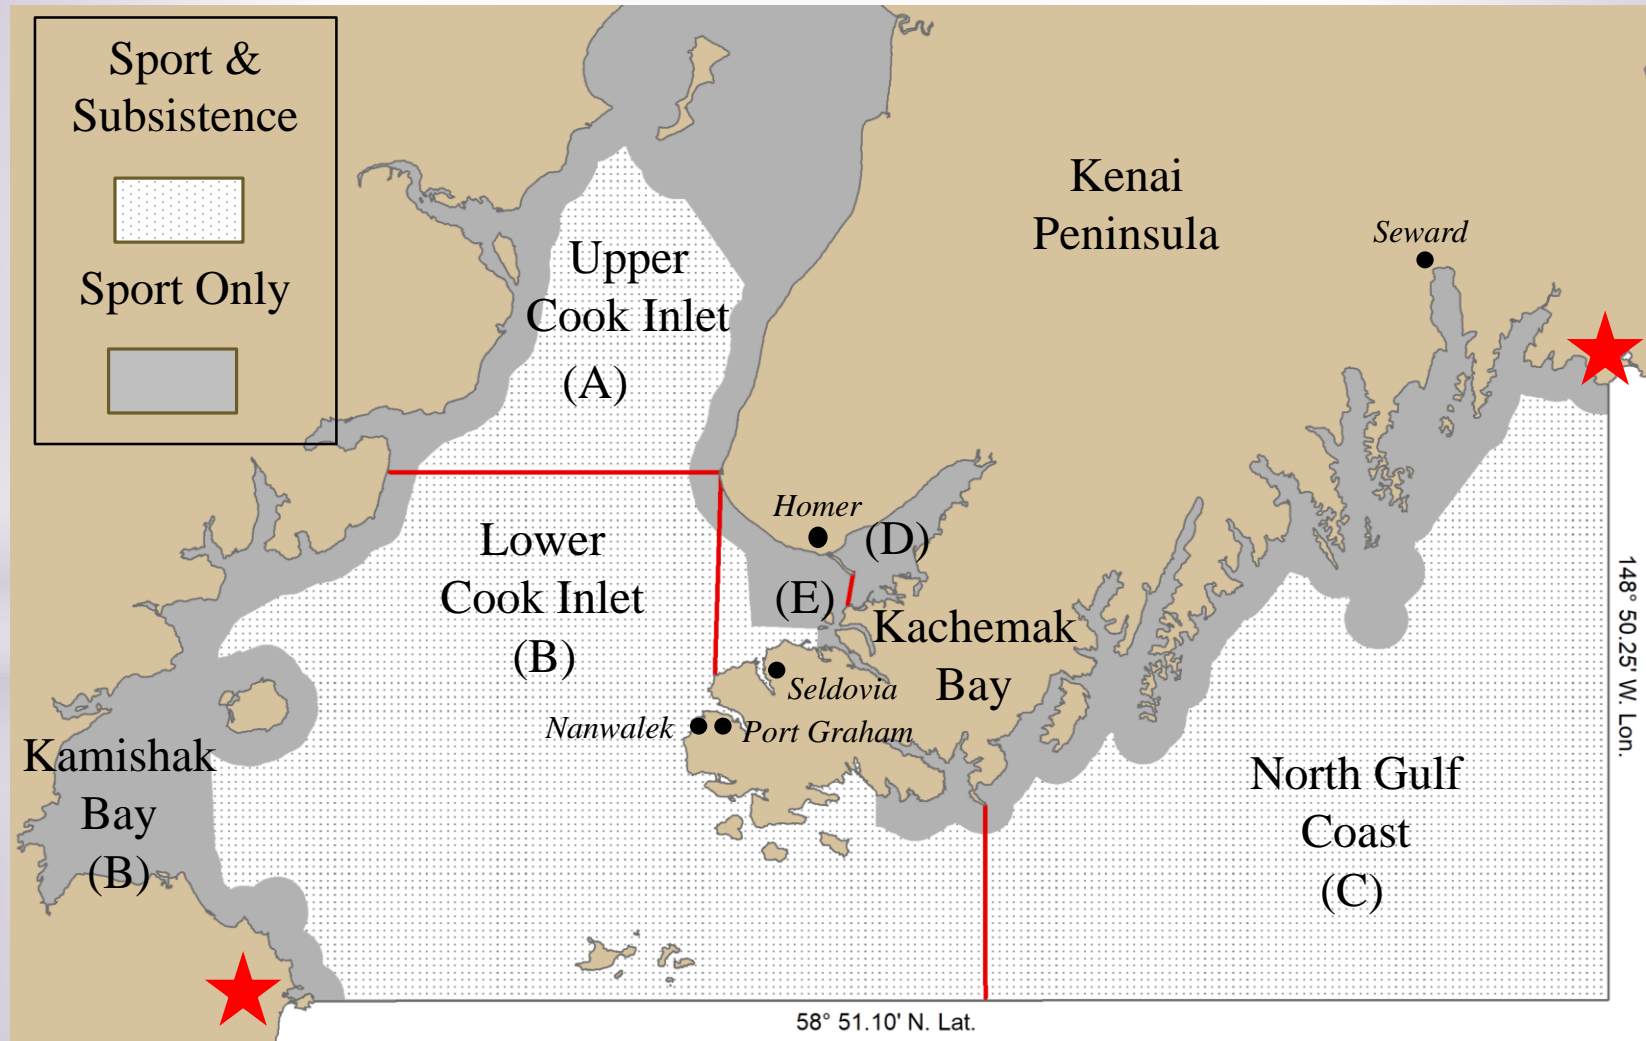 Sport &
Subsistence
Sport Only
Upper
Cook Inlet
(A)
Kenai
Peninsula
Seward
Homer
(D)
(E)
Lower
Cook Inlet
(B)
Kachemak
Bay
Seldovia
Nanwalek
Port Graham
Kamishak
Bay
(B)
North Gulf
Coast
(C)
148° 50.25' W. Lon.
58° 51.10' N. Lat.